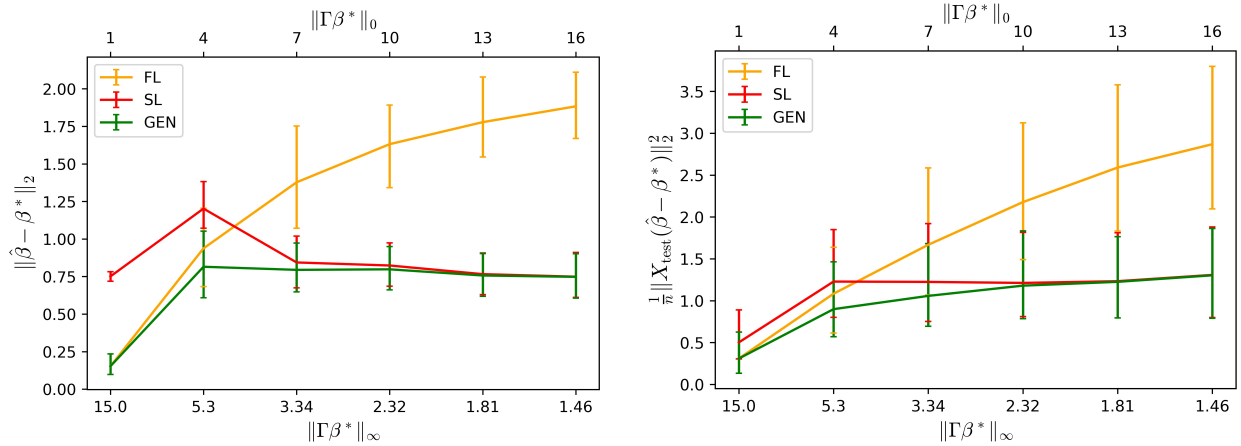 ‖Γβ*‖₀
1 4 7 10 13 16
FL
SL
GEN
2.00
1.75
1.50
1.25
1.00
0.75
0.50
0.25
0.00
‖β̂ − β*‖₂
15.0 5.3 3.34 2.32 1.81 1.46
‖Γβ*‖∞
‖Γβ*‖₀
1 4 7 10 13 16
FL
SL
GEN
3.5
3.0
2.5
2.0
1.5
1.0
0.5
0.0
1/n ‖X_test(β̂ − β*)‖₂²
15.0 5.3 3.34 2.32 1.81 1.46
‖Γβ*‖∞